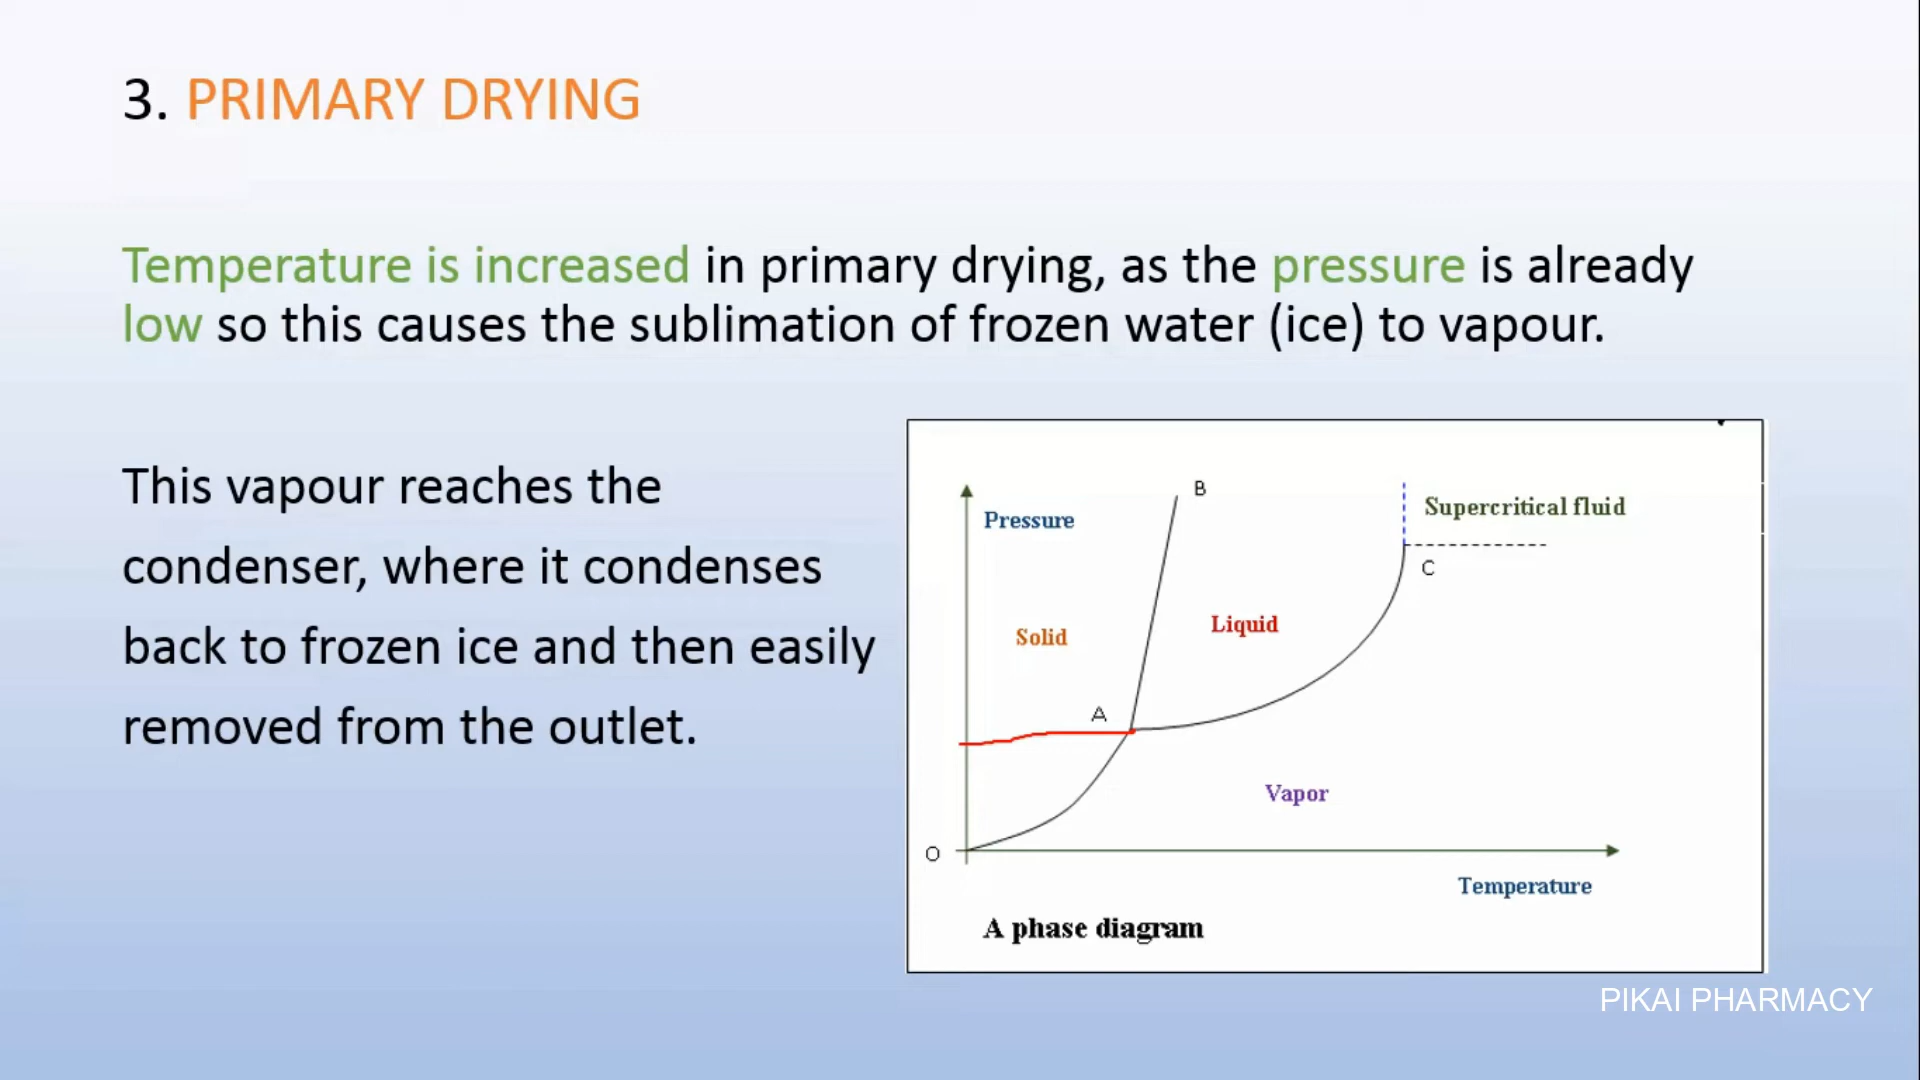 3. PRIMARY DRYING
Temperature is increased in primary drying, as the pressure is already
low so this causes the sublimation of frozen water (ice) to vapour.
This vapour reaches the
condenser, where it condenses
back to frozen ice and then easily
removed from the outlet.
B
Supercritical fluid
Pressure
C
Liquid
Solid
A
Vapor
O
Temperature
A phase diagram
PIKAI PHARMACY